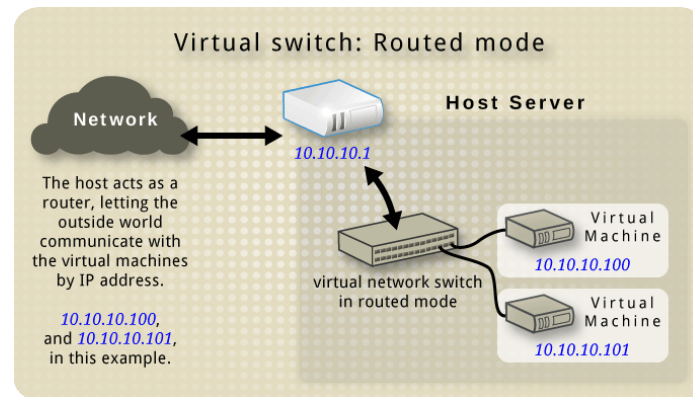 Virtual switch: Routed mode
Host Server
Network
10.10.10.1
The host acts as a
router, letting the
outside world
communicate with
the virtual machines
by IP address.
10.10.10.100,
and 10.10.10.101,
in this example.
virtual network switch
in routed mode
Virtual
Machine
10.10.10.100
Virtual
Machine
10.10.10.101